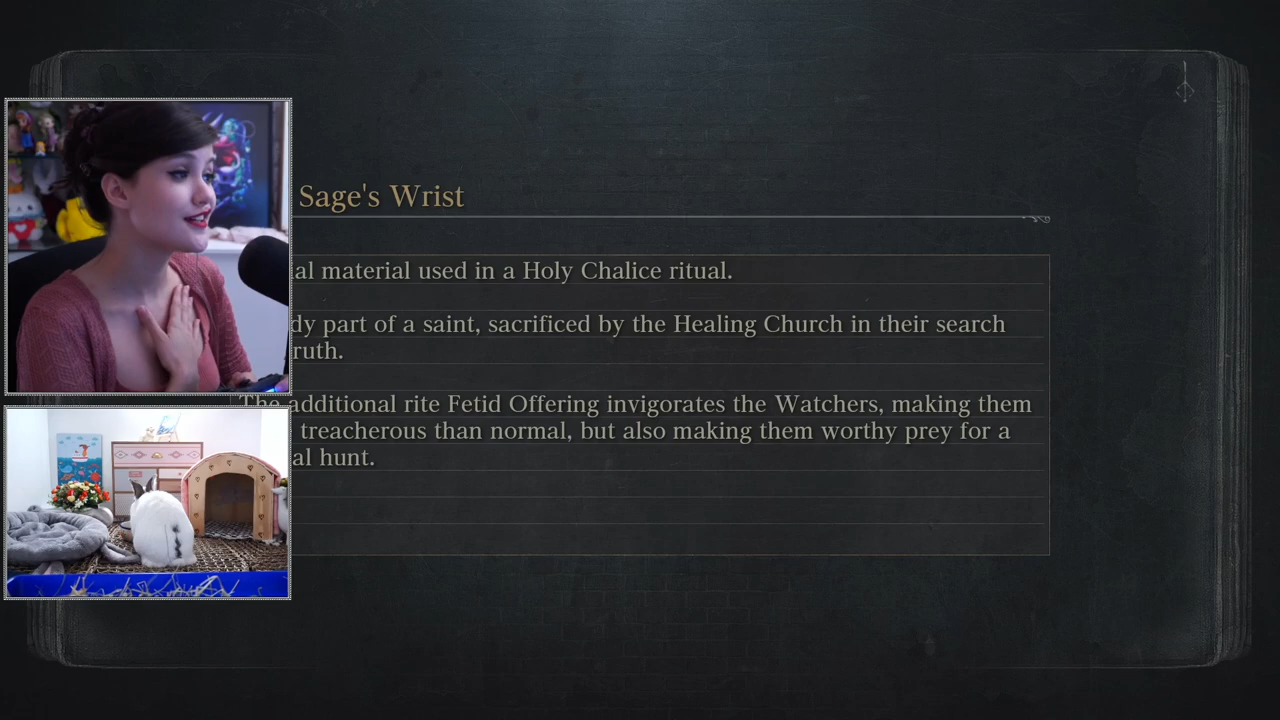 Sage's Wrist
al material used in a Holy Chalice ritual.
dy part of a saint, sacrificed by the Healing Church in their search
ruth.
The additional rite Fetid Offering invigorates the Watchers, making them
treacherous than normal, but also making them worthy prey for a
al hunt.